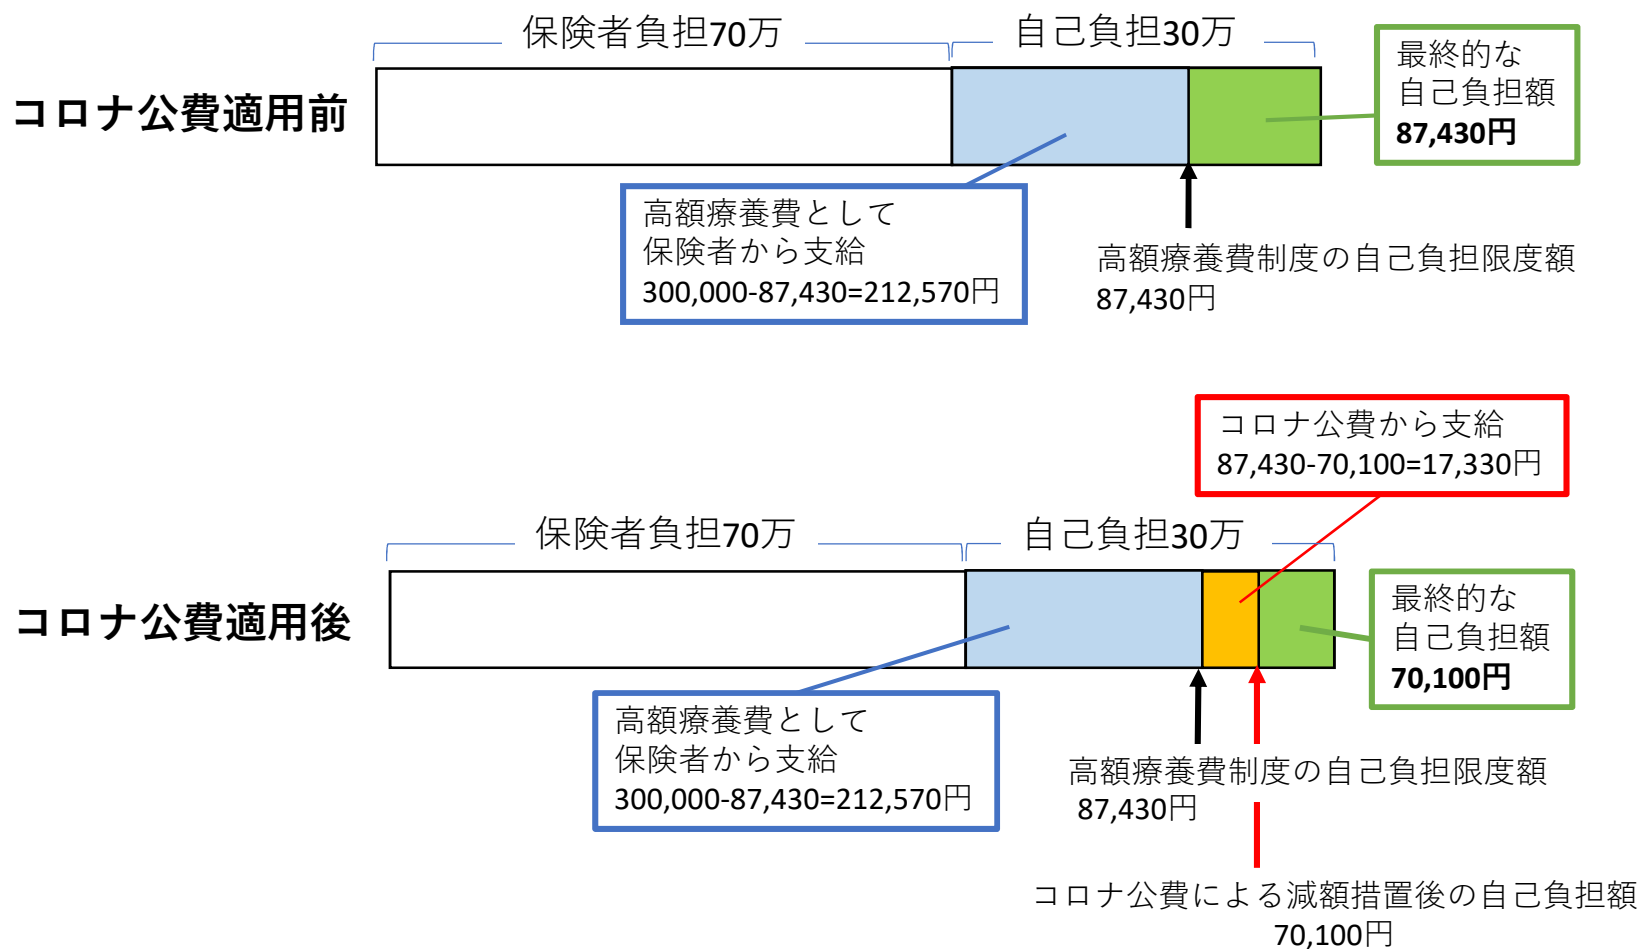 保険者負担70万
自己負担30万
コロナ公費適用前
最終的な
自己負担額
87,430円
高額療養費として
保険者から支給
300,000-87,430=212,570円
高額療養費制度の自己負担限度額
87,430円
コロナ公費から支給
87,430-70,100=17,330円
保険者負担70万
自己負担30万
コロナ公費適用後
最終的な
自己負担額
70,100円
高額療養費として
保険者から支給
300,000-87,430=212,570円
高額療養費制度の自己負担限度額
87,430円
コロナ公費による減額措置後の自己負担額
70,100円